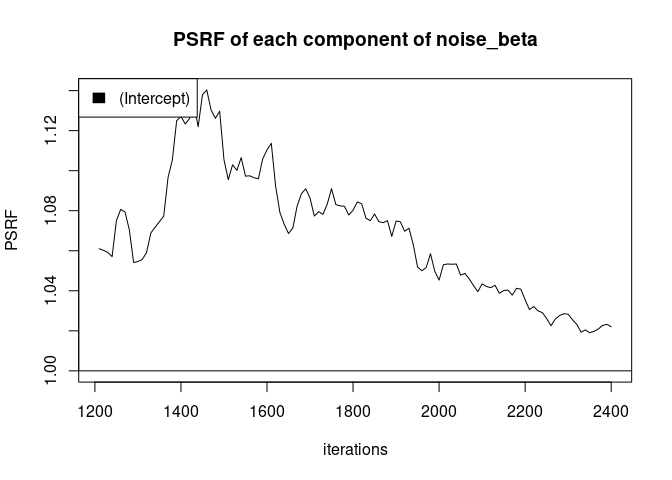 PSRF of each component of noise_beta
(Intercept)
PSRF
1.12
1.08
1.04
1.00
1200 1400 1600 1800 2000 2200 2400
iterations